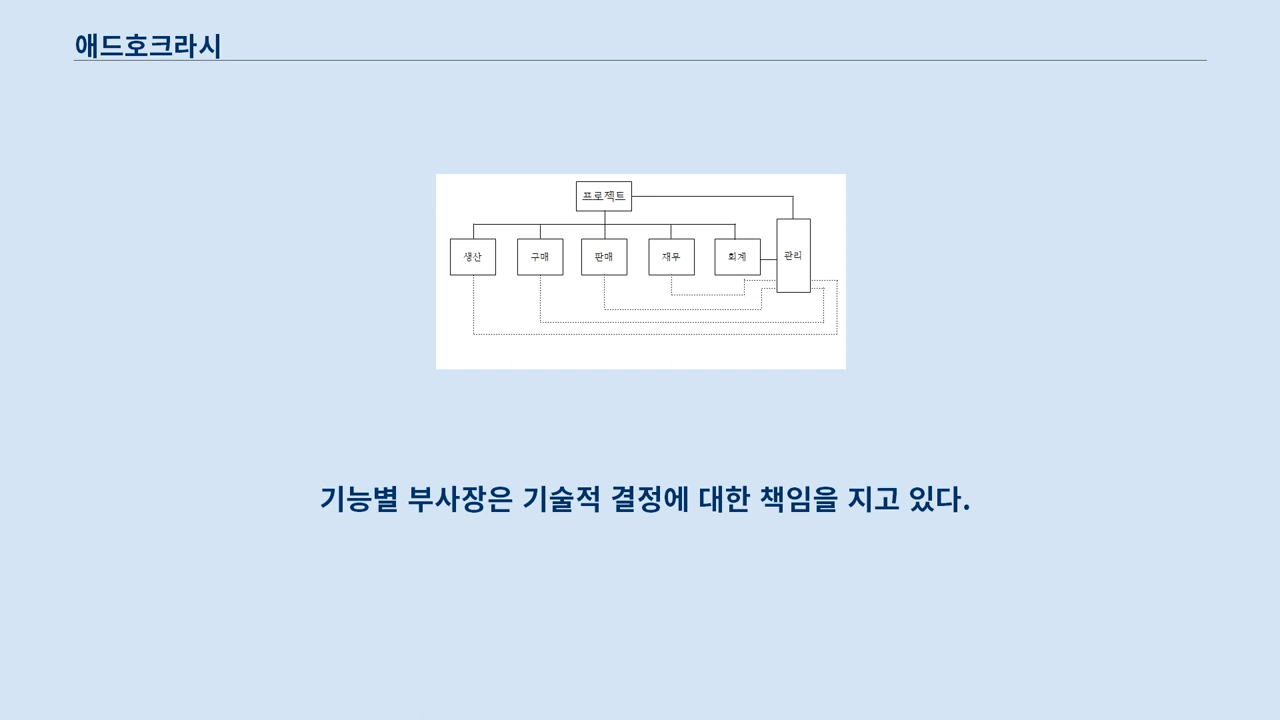 애드호크라시
프로젝트
생산
구매
판매
재무
회계
관리
기능별 부사장은 기술적 결정에 대한 책임을 지고 있다.